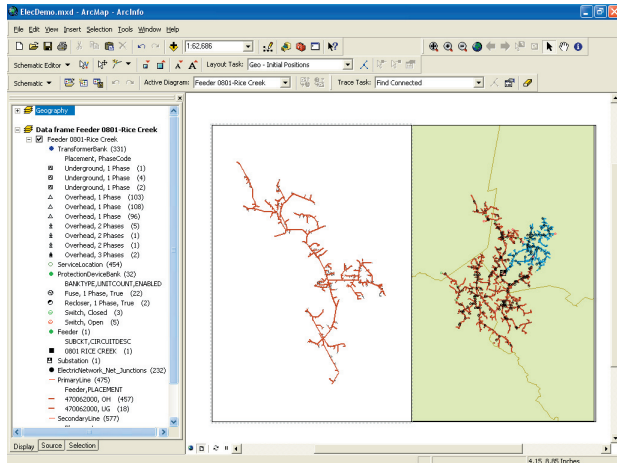 ElecDemo.mxd - ArcMap - ArcInfo
File Edit View Insert Selection Tools Window Help
1:62,686
Schematic Editor Layout Task: Geo - Initial Positions
Schematic Active Diagram: Feeder 0801-Rice Creek Trace Task: Find Connected
Geography
Data frame Feeder 0801-Rice Creek
Feeder 0801-Rice Creek
TransformerBank (331)
Placement, PhaseCode
Underground, 1 Phase (1)
Underground, 1 Phase (4)
Underground, 1 Phase (2)
Overhead, 1 Phase (103)
Overhead, 1 Phase (108)
Overhead, 1 Phase (96)
Overhead, 2 Phases (5)
Overhead, 2 Phases (1)
Overhead, 2 Phases (1)
Overhead, 3 Phases (2)
ServiceLocation (454)
ProtectionDeviceBank (32)
BANKTYPE,UNITCOUNT,ENABLED
Fuse, 1 Phase, True (22)
Recloser, 1 Phase, True (2)
Switch, Closed (3)
Switch, Open (5)
Feeder (1)
SUBCKT,CIRCUITDESC
0801 RICE CREEK (1)
Substation (1)
ElectricNetwork_Net_Junctions (232)
PrimaryLine (475)
Feeder,PLACEMENT
470062000, OH (457)
470062000, UG (18)
SecondaryLine (577)
Display Source Selection
4.15 8.85 Inches